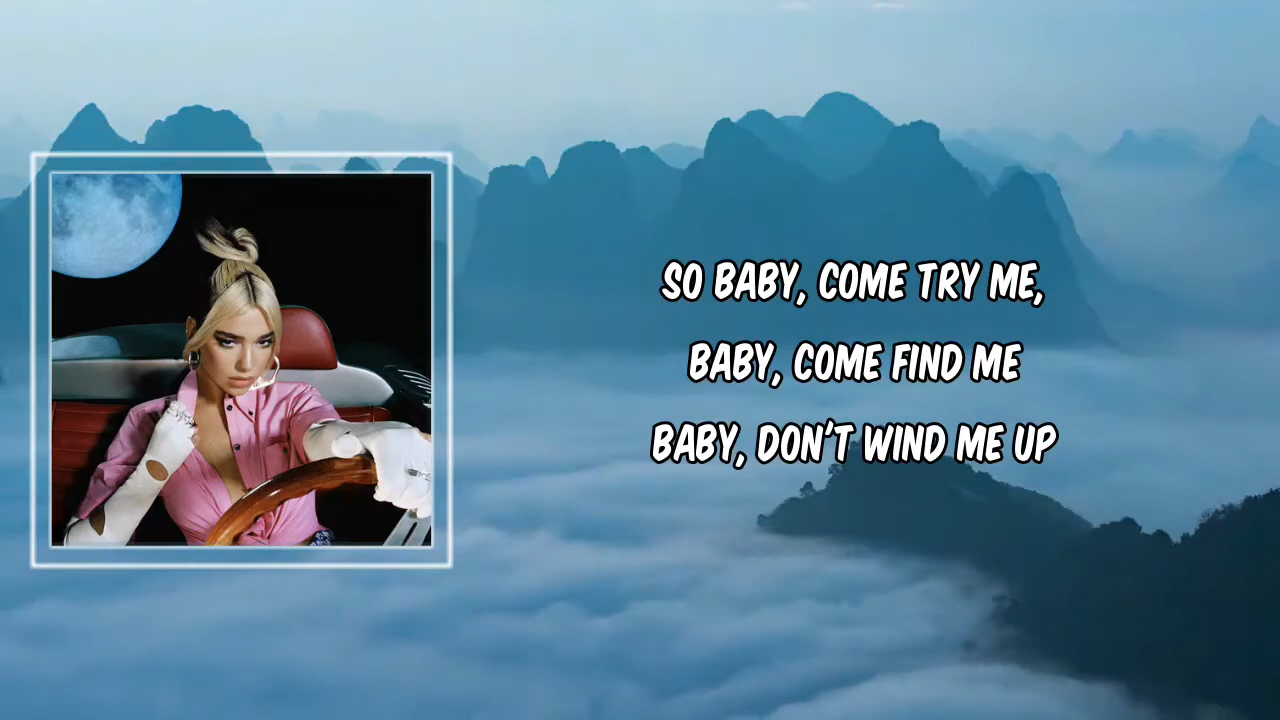 SO BABY, COME TRY ME,
BABY, COME FIND ME
BABY, DON'T WIND ME UP